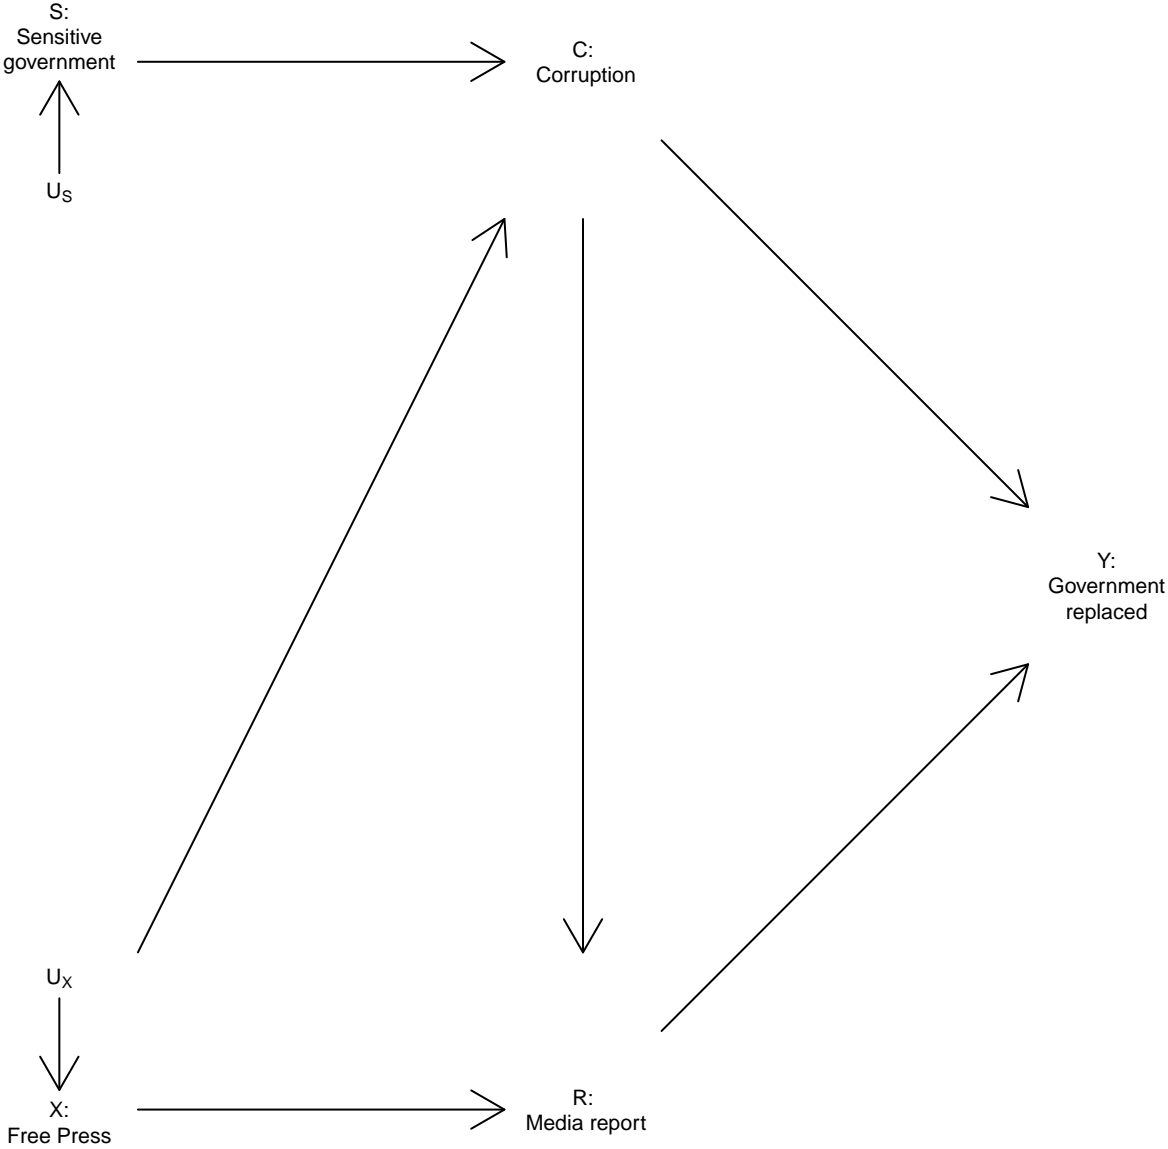 S:
Sensitive
government
C:
Corruption
U_S
Y:
Government
replaced
U_X
X:
Free Press
R:
Media report